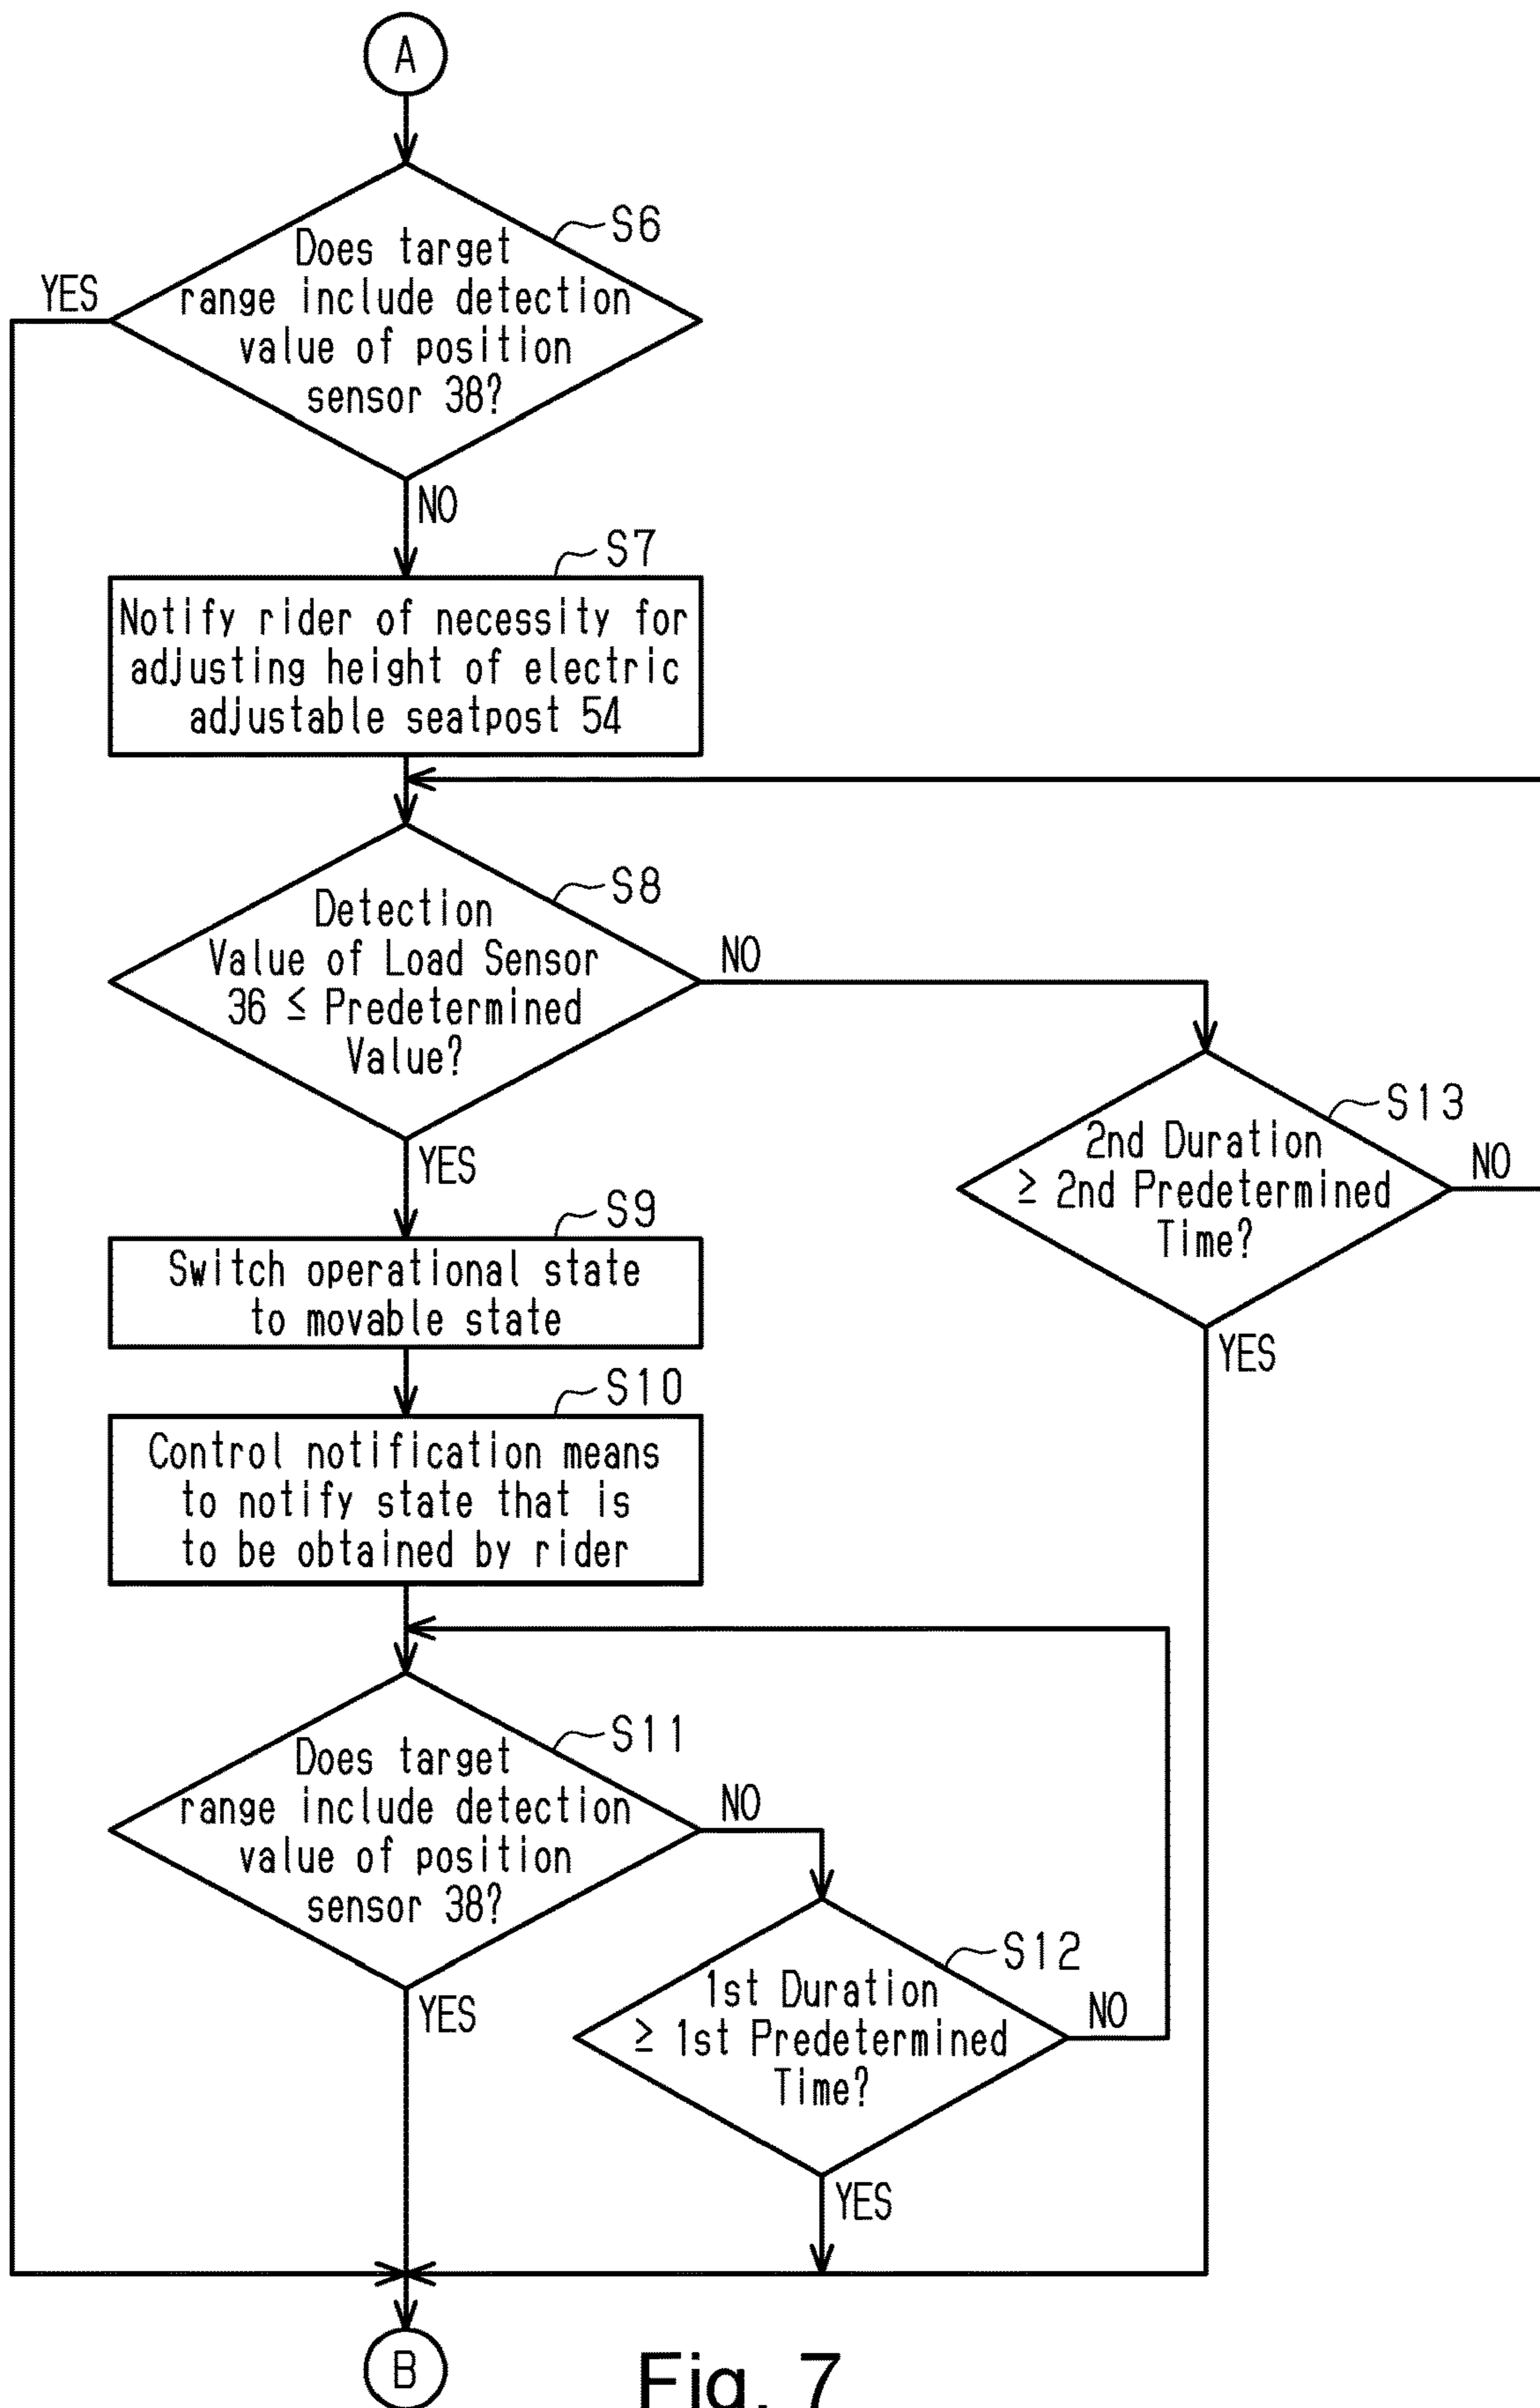 A
S6
Does target
range include detection
value of position
sensor 38?
YES
NO
S7
Notify rider of necessity for
adjusting height of electric
adjustable seatpost 54
S8
Detection
Value of Load Sensor
36 ≤ Predetermined
Value?
NO
YES
S13
2nd Duration
≥ 2nd Predetermined
Time?
NO
YES
S9
Switch operational state
to movable state
S10
Control notification means
to notify state that is
to be obtained by rider
S11
Does target
range include detection
value of position
sensor 38?
NO
YES
S12
1st Duration
≥ 1st Predetermined
Time?
NO
YES
B
Fig. 7